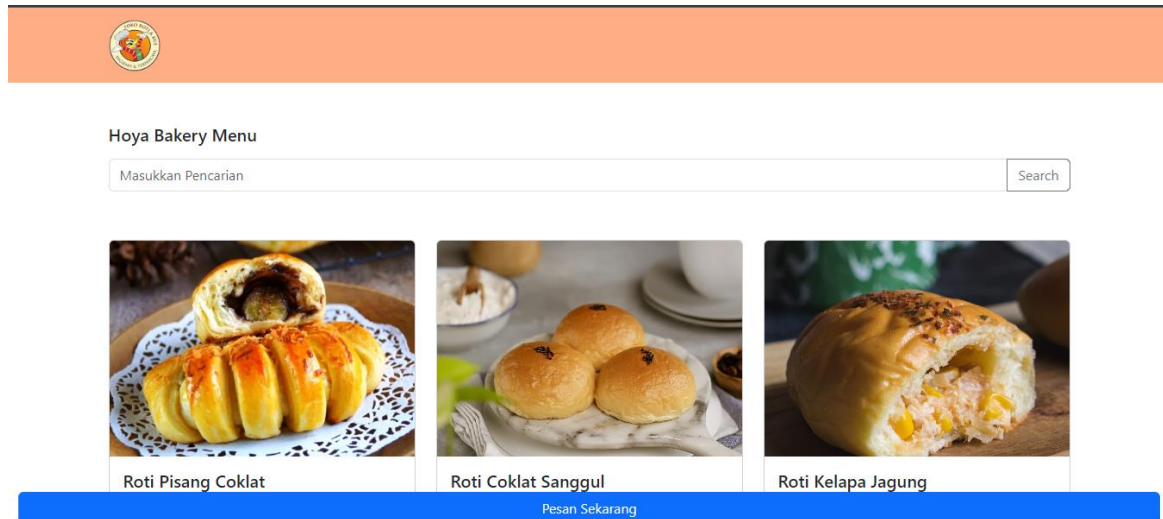 Hoya Bakery Menu
Masukkan Pencarian
Search
Roti Pisang Coklat
Roti Coklat Sanggul
Roti Kelapa Jagung
Pesan Sekarang